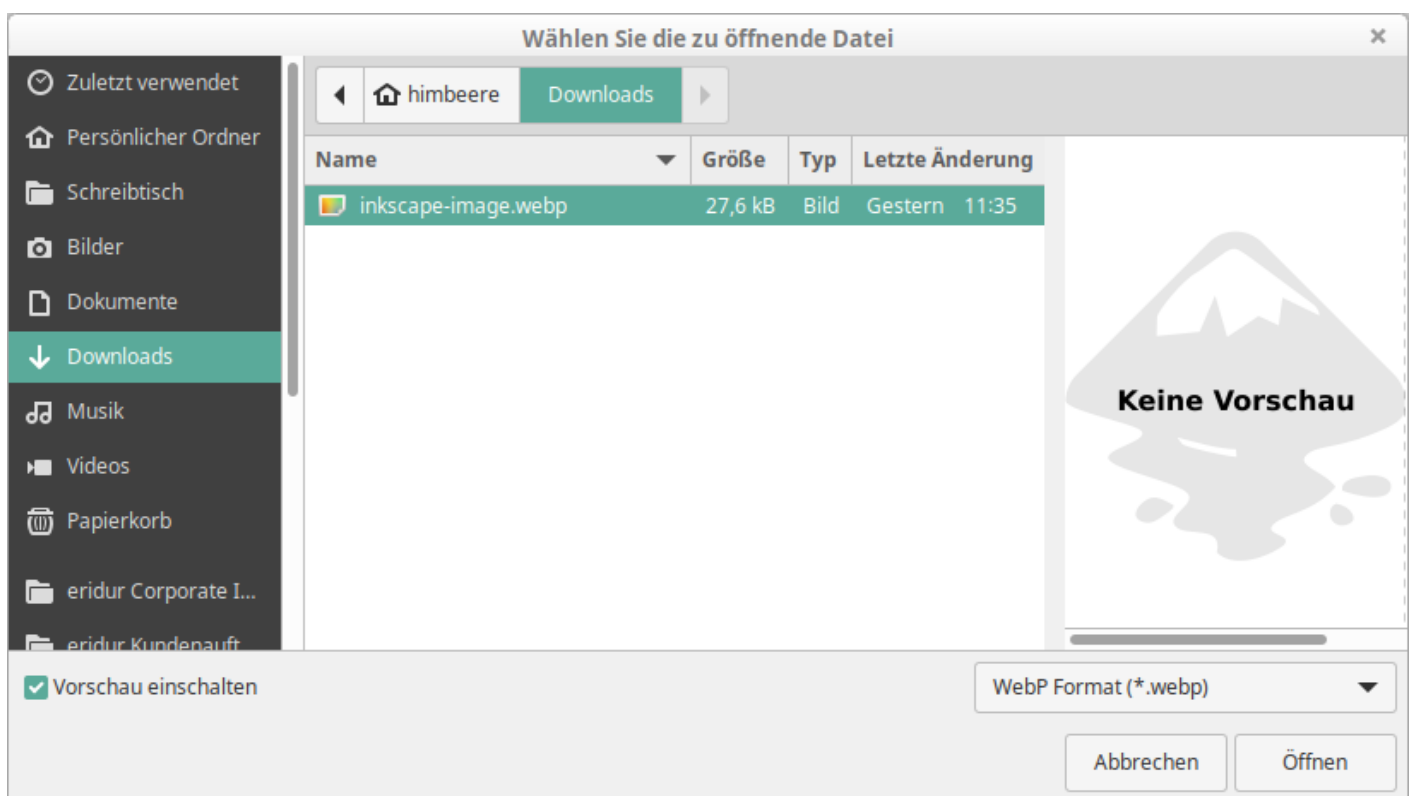 Wählen Sie die zu öffnende Datei
Zuletzt verwendet
Persönlicher Ordner
Schreibtisch
Bilder
Dokumente
Downloads
Musik
Videos
Papierkorb
eridur Corporate I...
eridur Kundenauft
himbeere Downloads
Name Größe Typ Letzte Änderung
inkscape-image.webp 27,6 kB Bild Gestern 11:35
Keine Vorschau
Vorschau einschalten
WebP Format (*.webp)
Abbrechen Öffnen